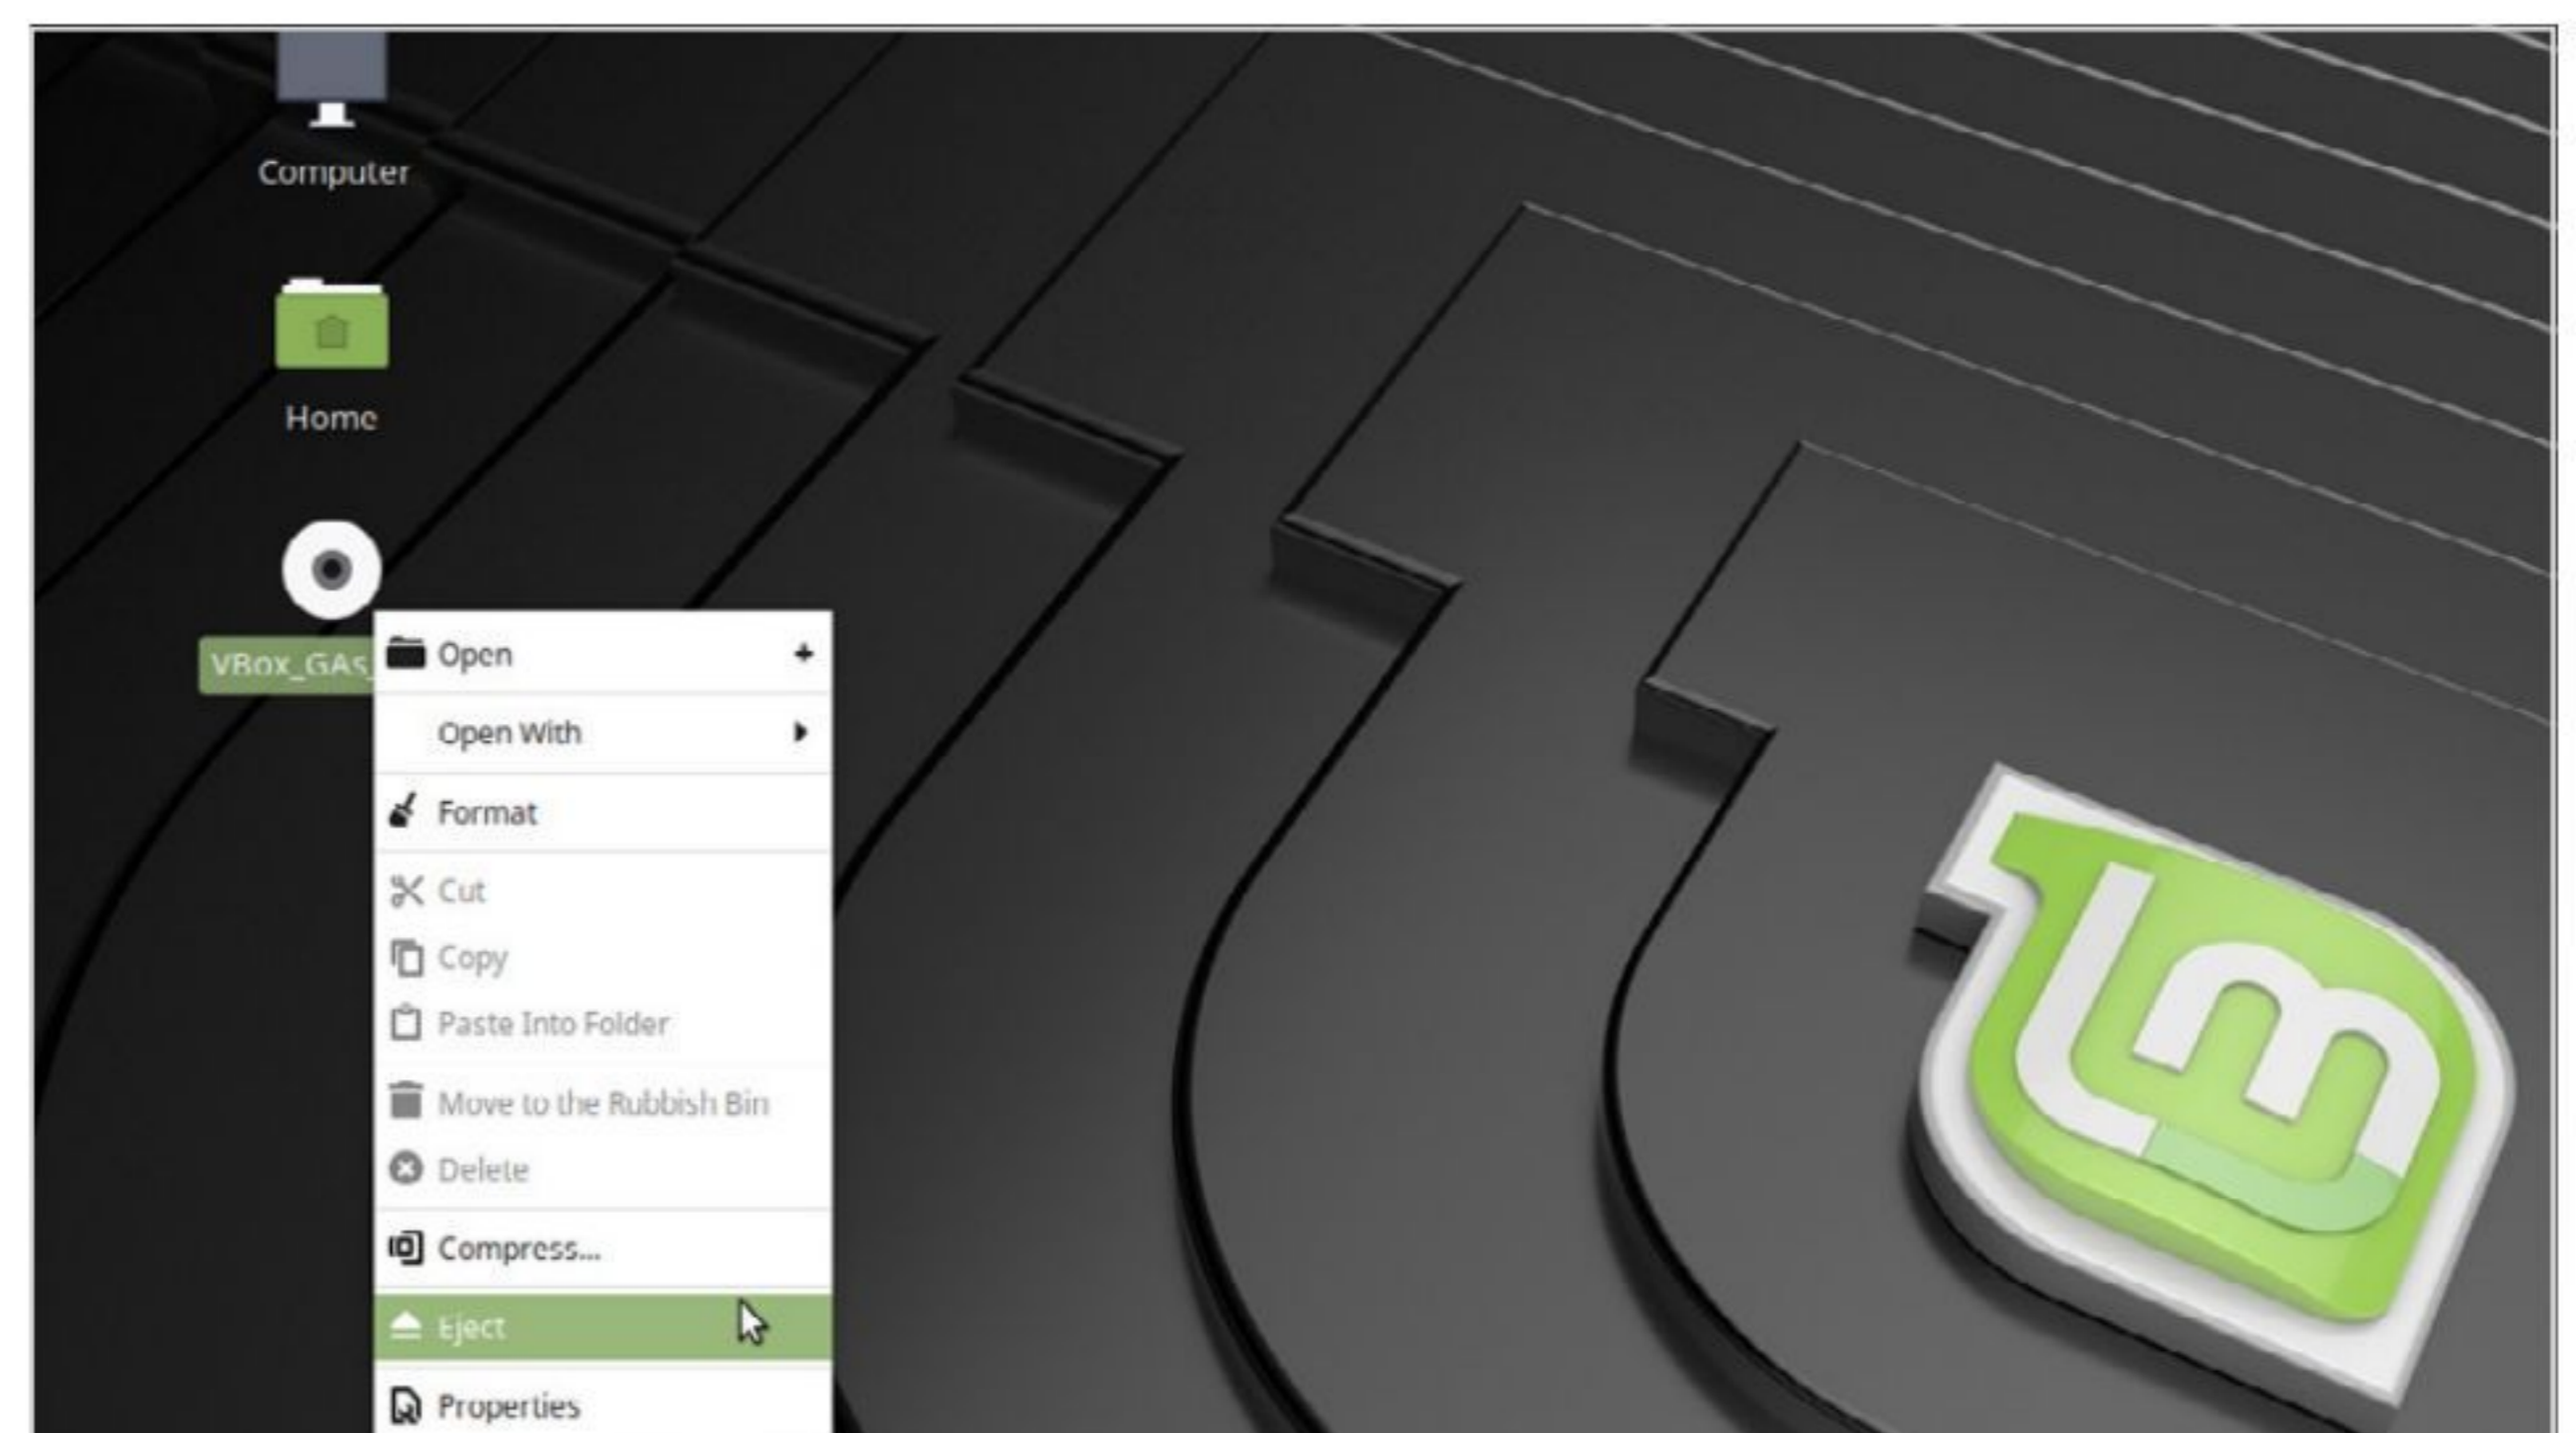 Computer
Home
VBox_GAs_
Open
Open With
Format
Cut
Copy
Paste Into Folder
Move to the Rubbish Bin
Delete
Compress...
Eject
Properties